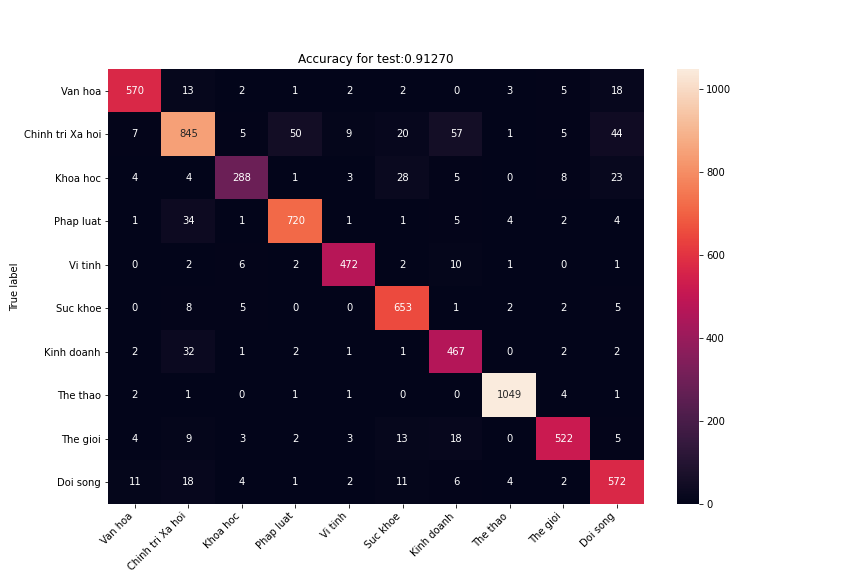 Accuracy for test:0.91270
Van hoa 570 13 2 1 2 2 0 3 5 18
Chinh tri Xa hoi 7 845 5 50 9 20 57 1 5 44
Khoa hoc 4 4 288 1 3 28 5 0 8 23
Phap luat 1 34 1 720 1 1 5 4 2 4
Vi tinh 0 2 6 2 472 2 10 1 0 1
Suc khoe 0 8 5 0 0 653 1 2 2 5
Kinh doanh 2 32 1 2 1 1 467 0 2 2
The thao 2 1 0 1 1 0 0 1049 4 1
The gioi 4 9 3 2 3 13 18 0 522 5
Doi song 11 18 4 1 2 11 6 4 2 572
True label
Van hoa
Chinh tri Xa hoi
Khoa hoc
Phap luat
Vi tinh
Suc khoe
Kinh doanh
The thao
The gioi
Doi song
1000
800
600
400
200
0